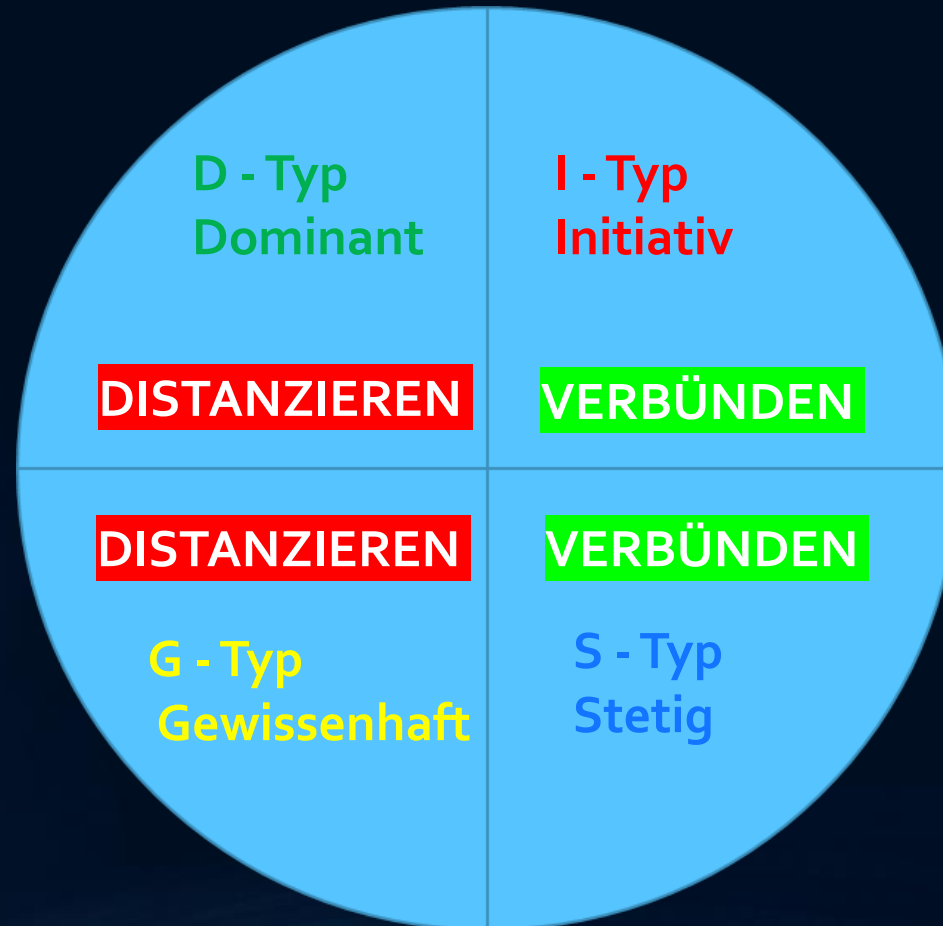 D - Typ
Dominant
I - Typ
Initiativ
DISTANZIEREN
VERBÜNDEN
DISTANZIEREN
VERBÜNDEN
G - Typ
Gewissenhaft
S - Typ
Stetig